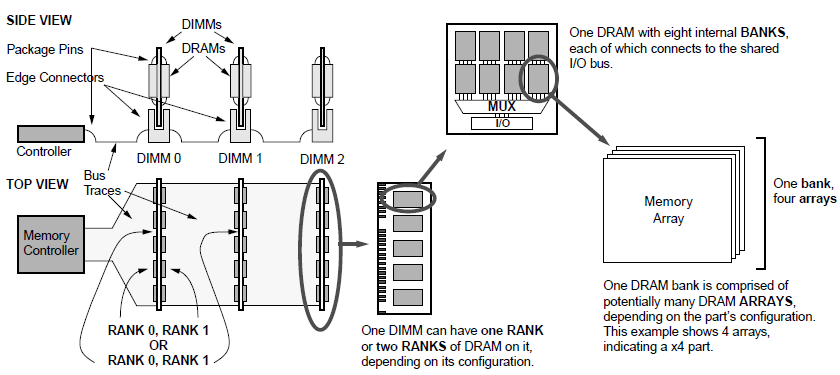 SIDE VIEW
DIMMs
Package Pins
DRAMs
Edge Connectors
Controller
DIMM 0
DIMM 1
DIMM 2
Bus
Traces
TOP VIEW
Memory
Controller
RANK 0, RANK 1
OR
RANK 0, RANK 1
One DIMM can have one RANK
or two RANKS of DRAM on it,
depending on its configuration.
MUX
I/O
One DRAM with eight internal BANKS,
each of which connects to the shared
I/O bus.
Memory
Array
One bank,
four arrays
One DRAM bank is comprised of
potentially many DRAM ARRAYS,
depending on the part's configuration.
This example shows 4 arrays,
indicating a x4 part.